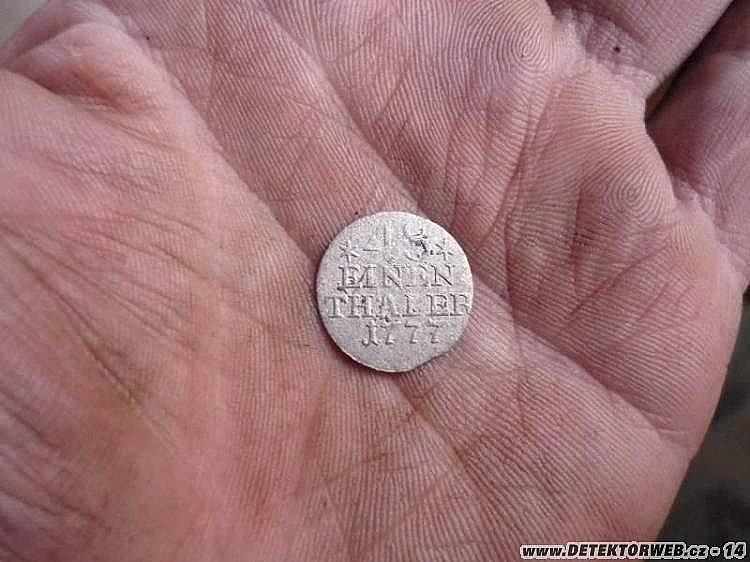 * 48 *
EINEN
THALER
1777
www.DETEKTORWEB.cz - 14